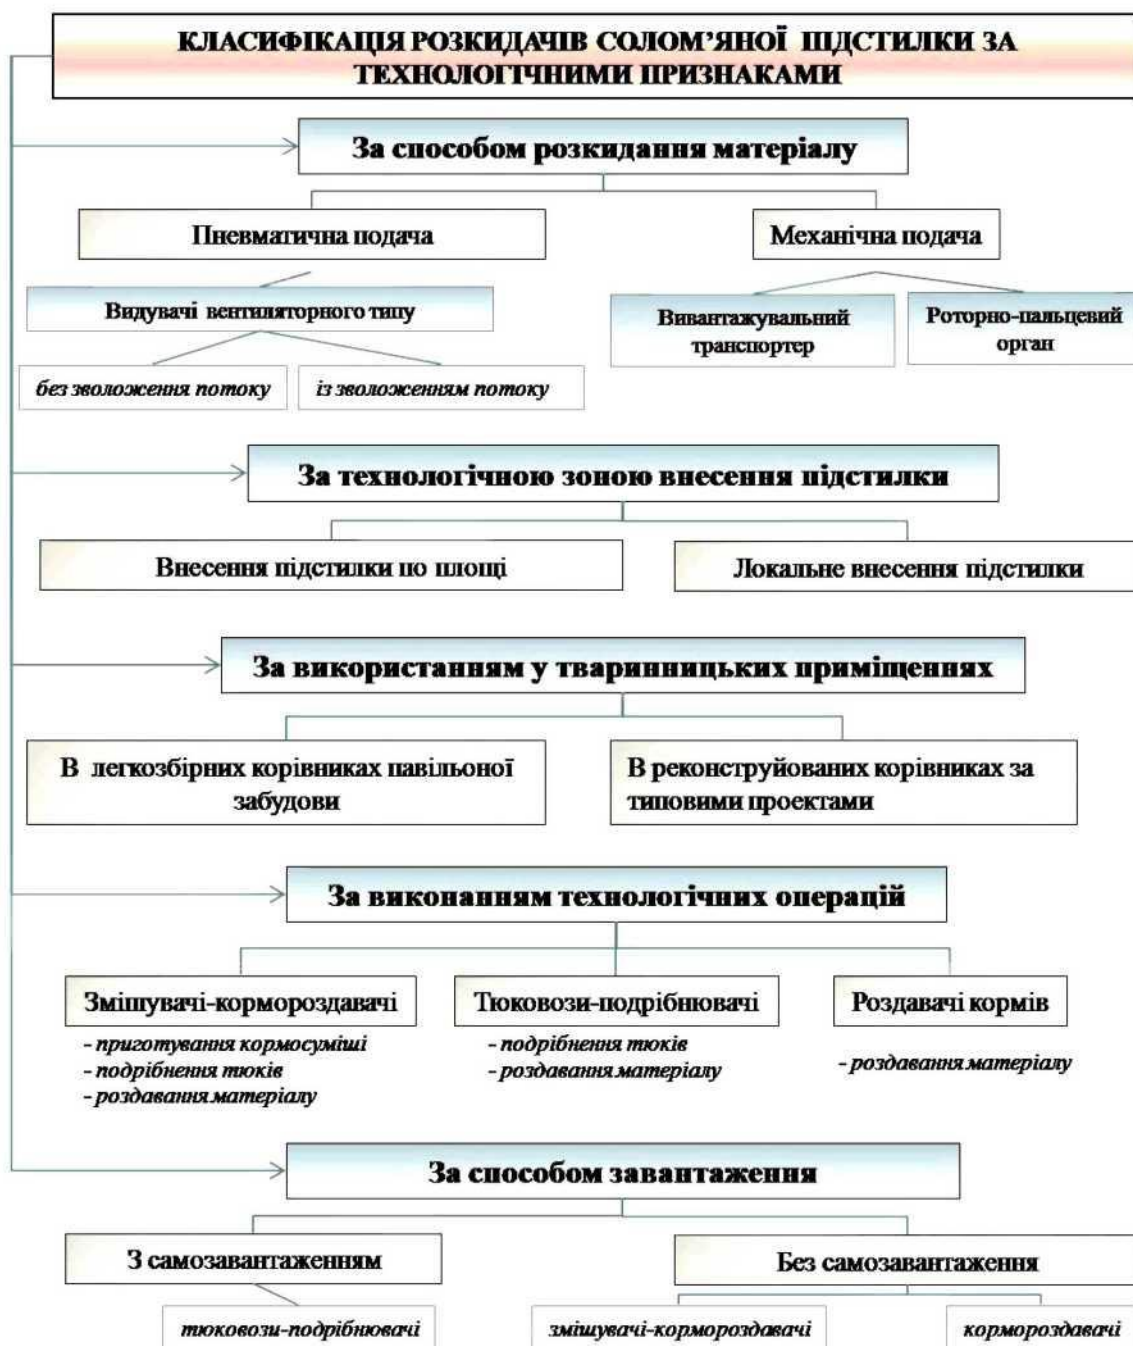 КЛАСИФІКАЦІЯ РОЗКИДАЧІВ СОЛОМ’ЯНОЇ ПІДСТИЛКИ ЗА
ТЕХНОЛОГІЧНИМИ ПРИЗНАКАМИ
За способом розкидання матеріалу
Пневматична подача
Механічна подача
Видувачі вентиляторного типу
Вивантажувальний
транспортер
Роторно-пальцевий
орган
без зволоження потоку
із зволоженням потоку
За технологічною зоною внесення підстилки
Внесення підстилки по площі
Локальне внесення підстилки
За використанням у тваринницьких приміщеннях
В легкозбірних корівниках павільоної
забудови
В реконструйованих корівниках за
типовими проектами
За виконанням технологічних операцій
Змішувачі-кормороздавачі
- приготування кормосуміші
- подрібнення тюків
- роздавання матеріалу
Тюковози-подрібнювачі
- подрібнення тюків
- роздавання матеріалу
Роздавачі кормів
- роздавання матеріалу
За способом завантаження
З самозавантаженням
Без самозавантаження
тюковози-подрібнювачі
змішувачі-кормороздавачі
кормороздавачі